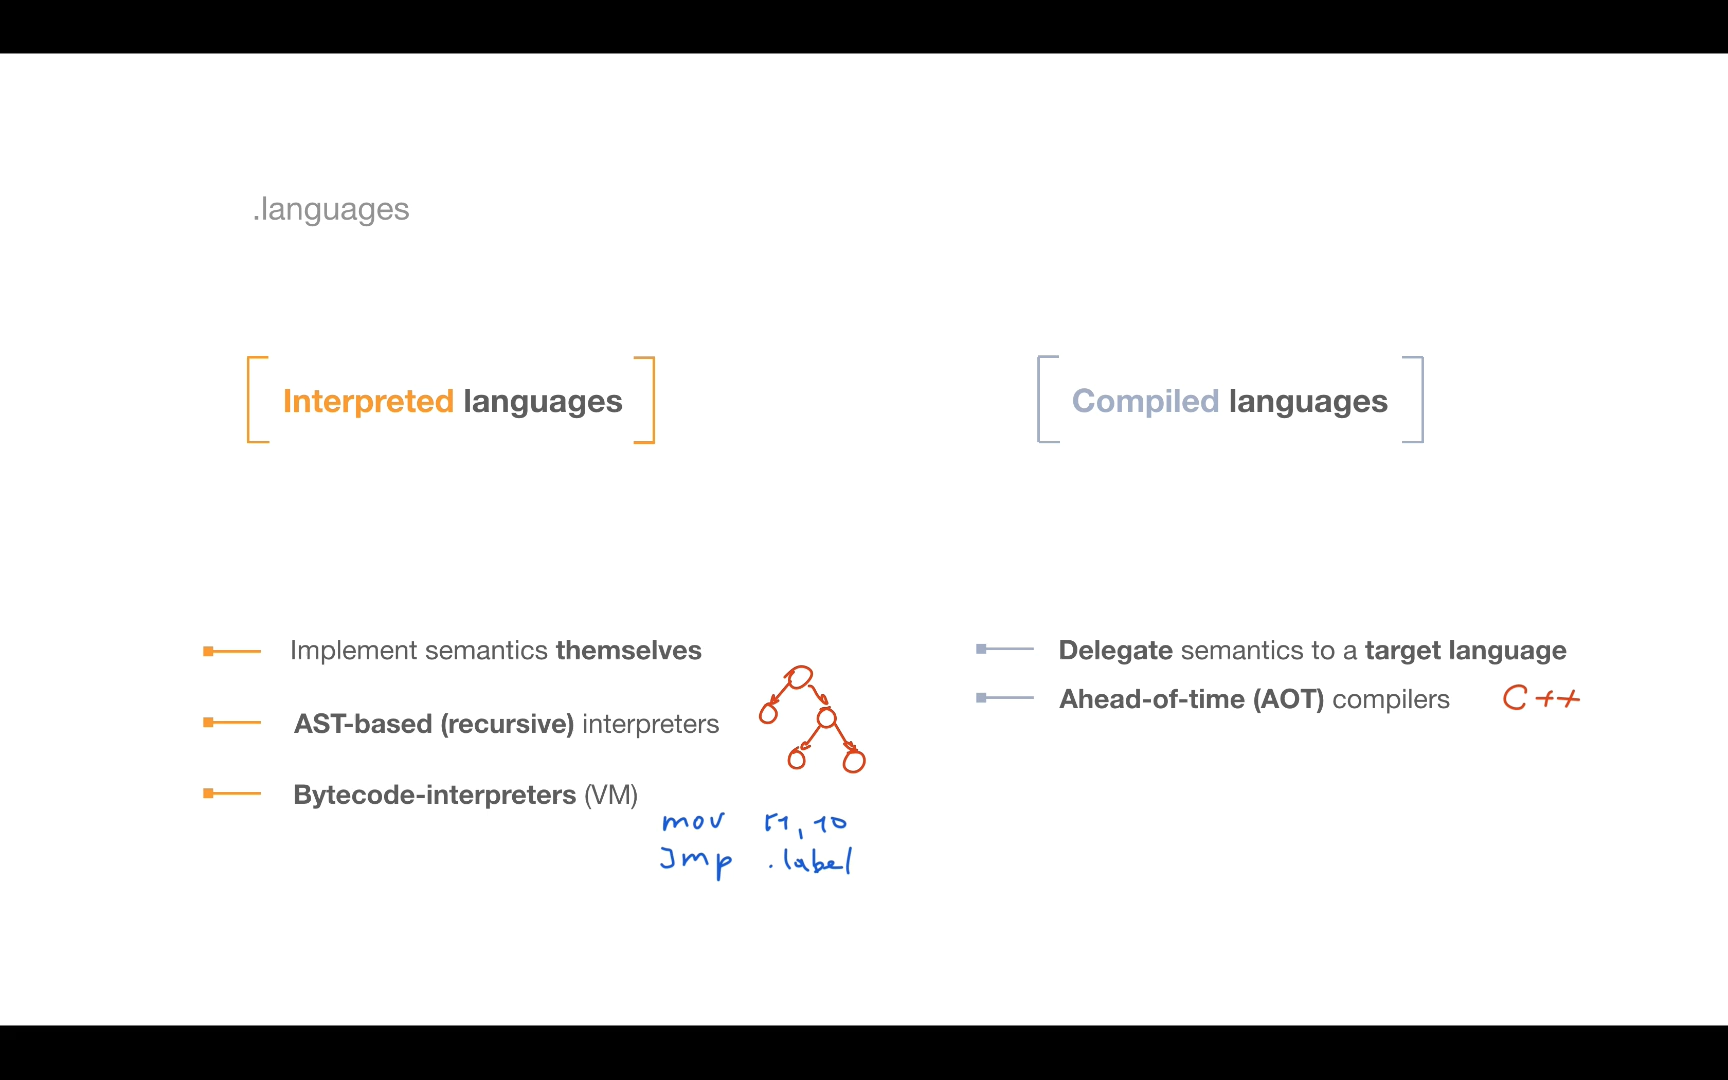 .languages
Interpreted languages
Compiled languages
Implement semantics themselves
AST-based (recursive) interpreters
Bytecode-interpreters (VM)
mov r1, 10
Jmp .label
Delegate semantics to a target language
Ahead-of-time (AOT) compilers
C++